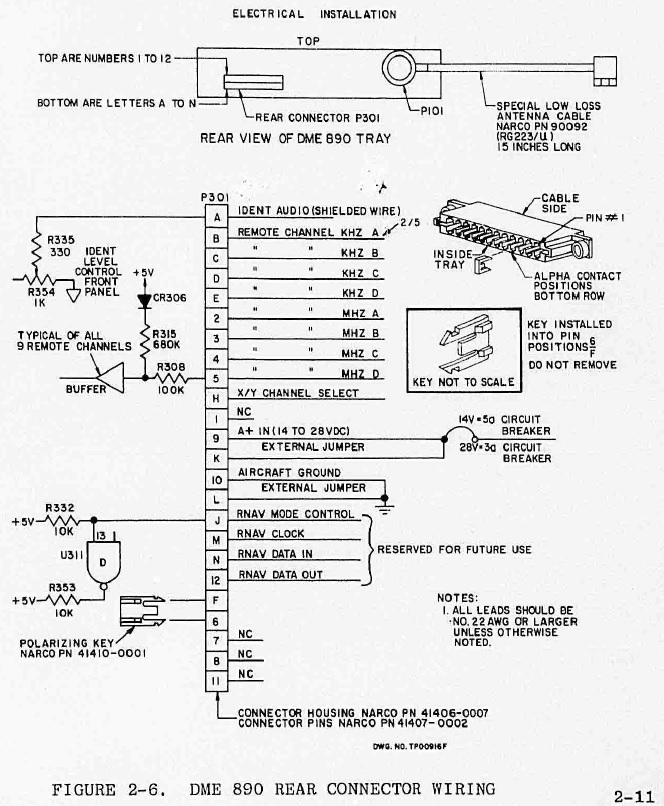 ELECTRICAL INSTALLATION
TOP
TOP ARE NUMBERS 1 TO 12
BOTTOM ARE LETTERS A TO N
REAR CONNECTOR P301
P101
SPECIAL LOW LOSS
ANTENNA CABLE
NARCO PN 90092
(RG223/U)
15 INCHES LONG
REAR VIEW OF DME 890 TRAY
P301
A IDENT AUDIO (SHIELDED WIRE)
B REMOTE CHANNEL KHZ A 2/5
C " " KHZ B
D " " KHZ C
E " " KHZ D
2 " " MHZ A
3 " " MHZ B
4 " " MHZ C
5 " " MHZ D
H X/Y CHANNEL SELECT
1 NC
9 A+ IN (14 TO 28VDC)
EXTERNAL JUMPER
K
10 AIRCRAFT GROUND
EXTERNAL JUMPER
L
J RNAV MODE CONTROL
M RNAV CLOCK
N RNAV DATA IN
12 RNAV DATA OUT
RESERVED FOR FUTURE USE
F
6
7 NC
8 NC
11 NC
R335
330
R354
1K
IDENT
LEVEL
CONTROL
FRONT
PANEL
+5V
CR306
R315
680K
TYPICAL OF ALL
9 REMOTE CHANNELS
BUFFER
R308
100K
CABLE
SIDE
PIN # 1
INSIDE
TRAY
ALPHA CONTACT
POSITIONS
BOTTOM ROW
KEY NOT TO SCALE
KEY INSTALLED
INTO PIN
POSITIONS 6/F
DO NOT REMOVE
14V=5a CIRCUIT
BREAKER
28V=3a CIRCUIT
BREAKER
+5V
R332
10K
13
U311
D
+5V
R353
10K
POLARIZING KEY
NARCO PN 41410-0001
NOTES:
1. ALL LEADS SHOULD BE
NO. 22 AWG OR LARGER
UNLESS OTHERWISE
NOTED.
CONNECTOR HOUSING NARCO PN 41406-0007
CONNECTOR PINS NARCO PN 41407-0002
DWG. NO. TP00916F
FIGURE 2-6. DME 890 REAR CONNECTOR WIRING
2-11